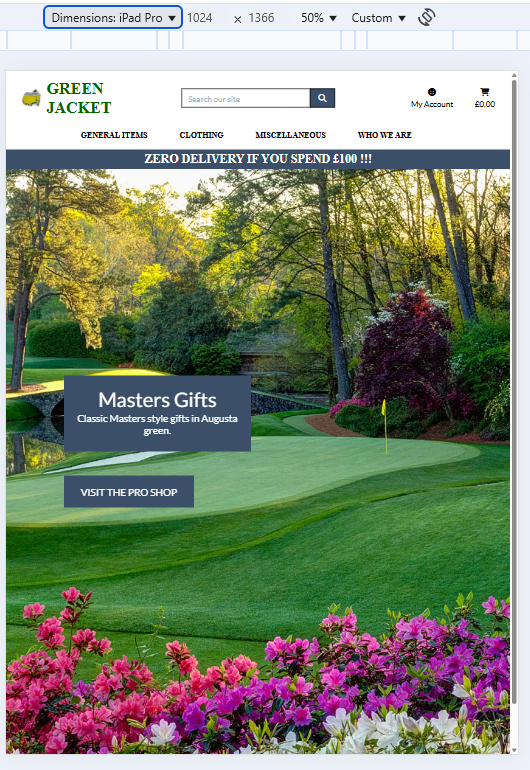 Dimensions: iPad Pro ▼ 1024 × 1366 50% ▼ Custom ▼
GREEN
JACKET
Search our site
My Account £0.00
GENERAL ITEMS CLOTHING MISCELLANEOUS WHO WE ARE
ZERO DELIVERY IF YOU SPEND £100 !!!
Masters Gifts
Classic Masters style gifts in Augusta
green.
VISIT THE PRO SHOP